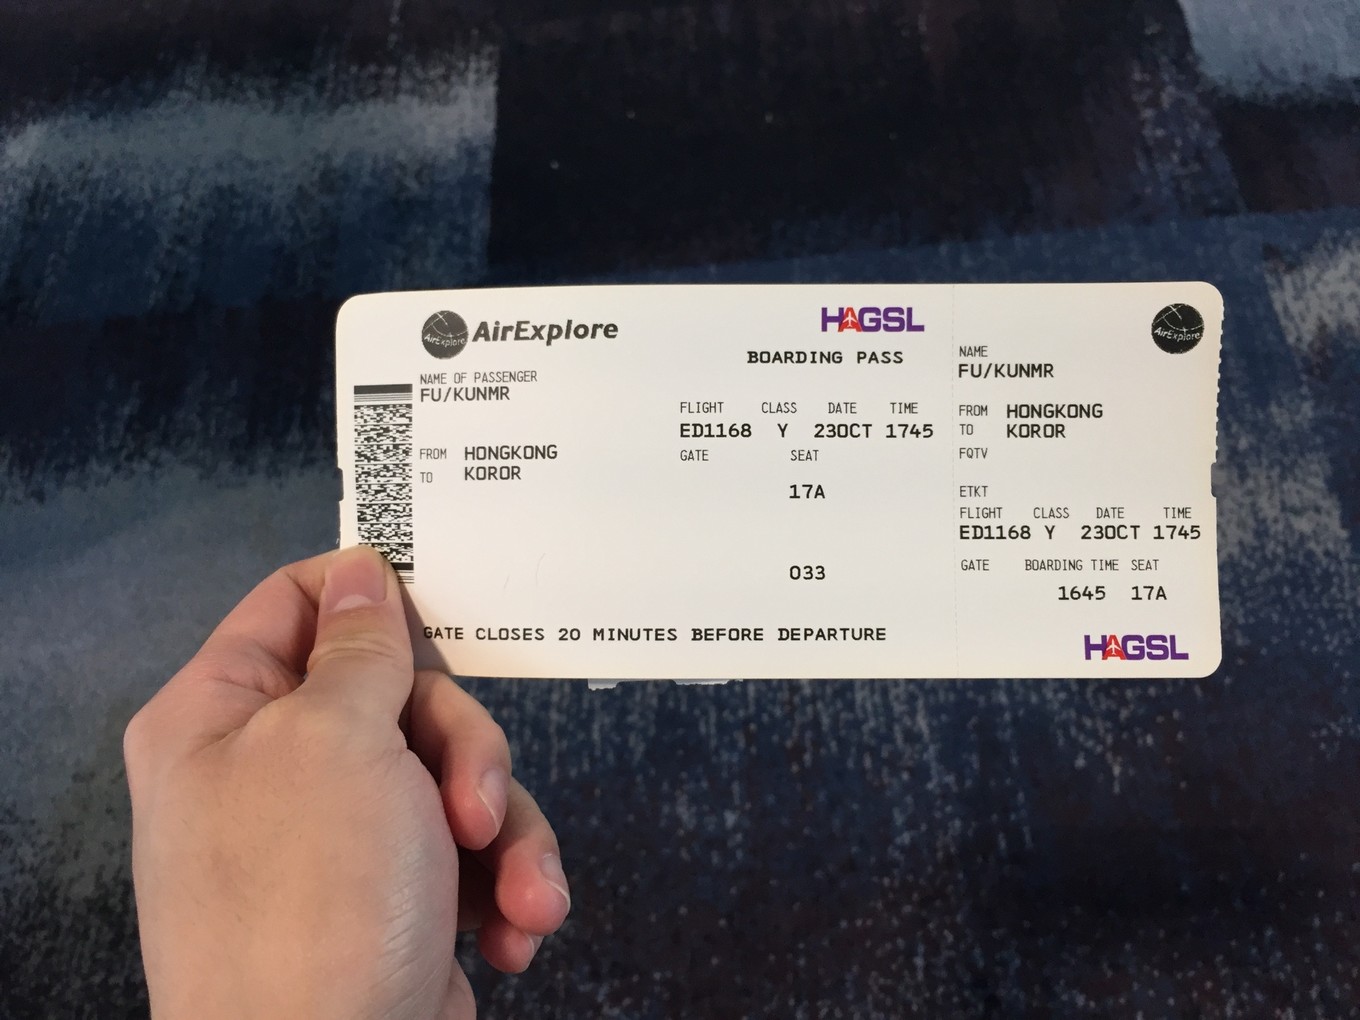 AirExplore AirExplore
HAGSL
BOARDING PASS
NAME OF PASSENGER
FU/KUNMR
FLIGHT CLASS DATE TIME
ED1168 Y 23OCT 1745
FROM HONGKONG
TO KOROR
GATE SEAT
17A
033
GATE CLOSES 20 MINUTES BEFORE DEPARTURE
AirExplore
NAME
FU/KUNMR
FROM HONGKONG
TO KOROR
FQTV
ETKT
FLIGHT CLASS DATE TIME
ED1168 Y 23OCT 1745
GATE BOARDING TIME SEAT
1645 17A
HAGSL